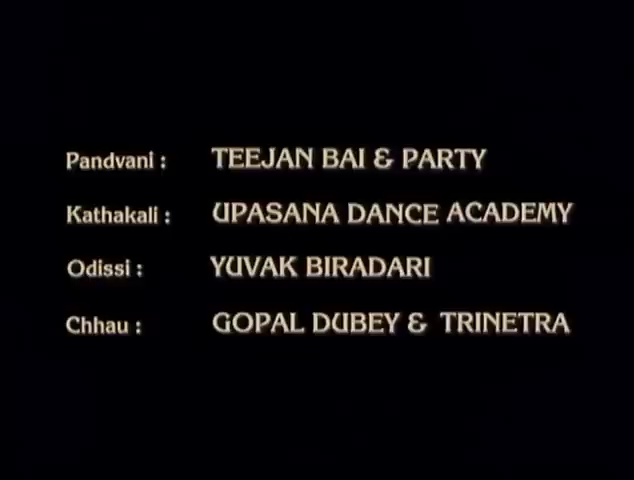 Pandvani : TEEJAN BAI & PARTY
Kathakali : UPASANA DANCE ACADEMY
Odissi : YUVAK BIRADARI
Chhau : GOPAL DUBEY & TRINETRA